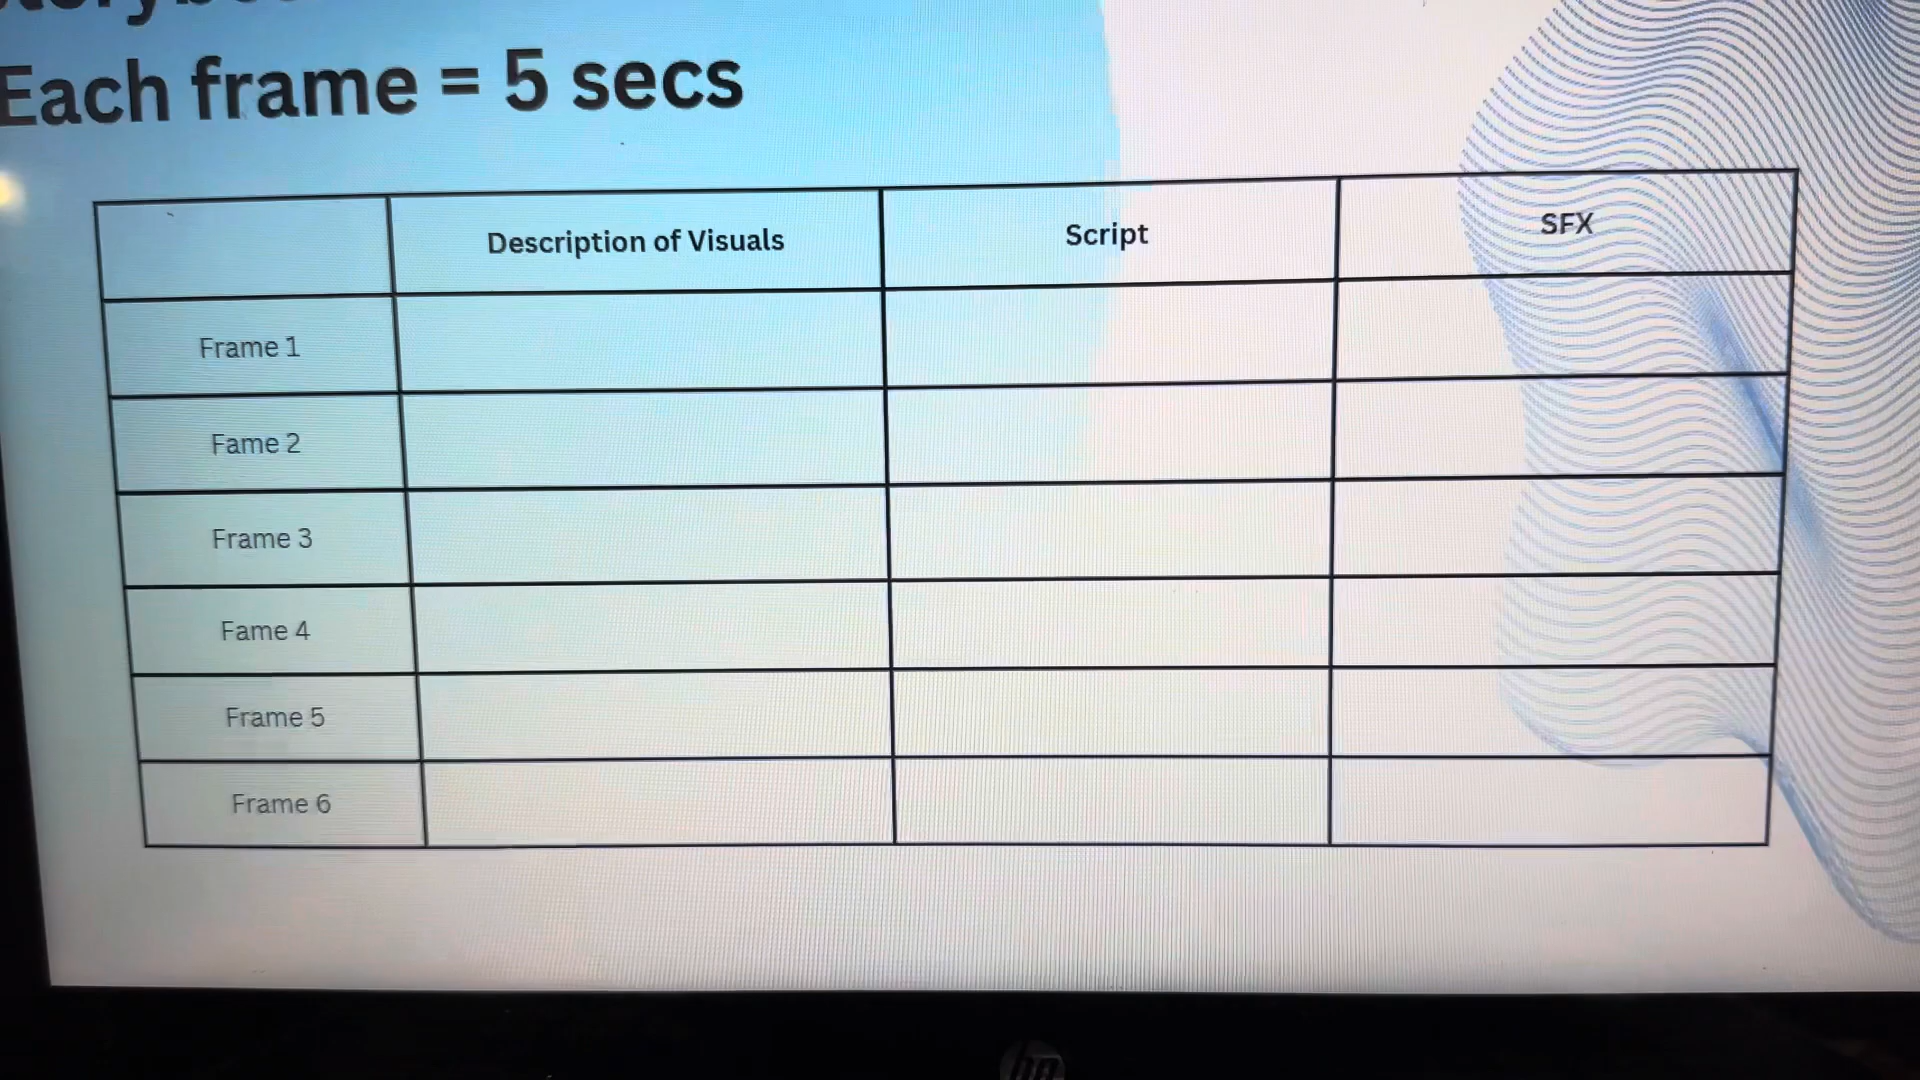 Each frame = 5 secs
Description of Visuals Script SFX
Frame 1
Fame 2
Frame 3
Fame 4
Frame 5
Frame 6
hp